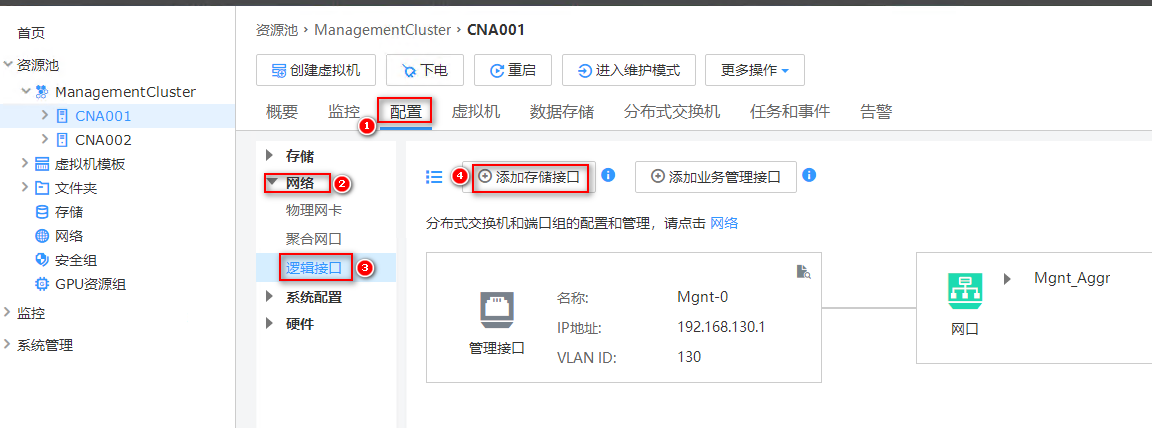 首页
资源池
ManagementCluster
CNA001
CNA002
虚拟机模板
文件夹
存储
网络
安全组
GPU资源组
监控
系统管理
资源池 › ManagementCluster › CNA001
创建虚拟机 下电 重启 进入维护模式 更多操作
概要 监控 1 配置 虚拟机 数据存储 分布式交换机 任务和事件 告警
存储
网络 2
物理网卡
聚合网口
逻辑接口 3
系统配置
硬件
4 添加存储接口 i 添加业务管理接口 i
分布式交换机和端口组的配置和管理，请点击 网络
管理接口
名称: Mgnt-0
IP地址: 192.168.130.1
VLAN ID: 130
网口
Mgnt_Aggr